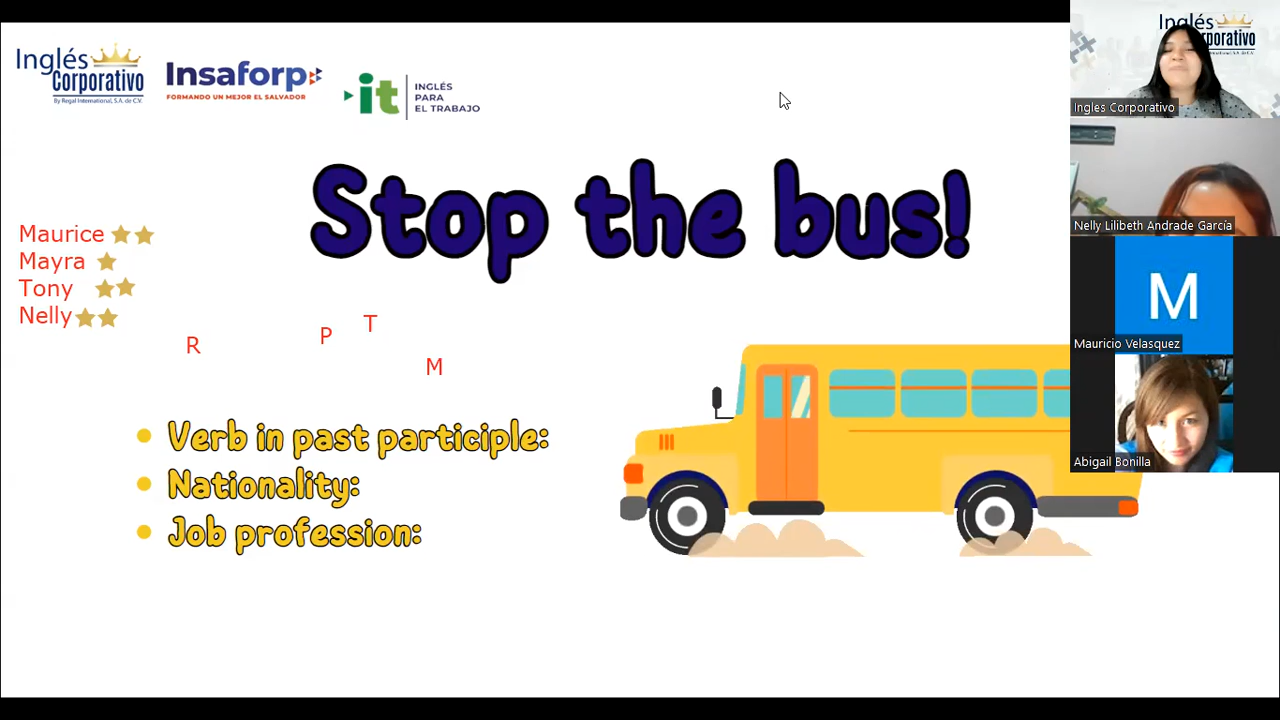 Inglés
Corporativo
By Regal International, S.A. de C.V.
Insaforp
FORMANDO UN MEJOR EL SALVADOR
it
INGLÉS
PARA
EL TRABAJO
Stop the bus!
Maurice
Mayra
Tony
Nelly
R
P
T
M
Verb in past participle:
Nationality:
Job profession:
Inglés
Corporativo
Ingles Corporativo
Nelly Lilibeth Andrade García
M
Mauricio Velasquez
Abigail Bonilla